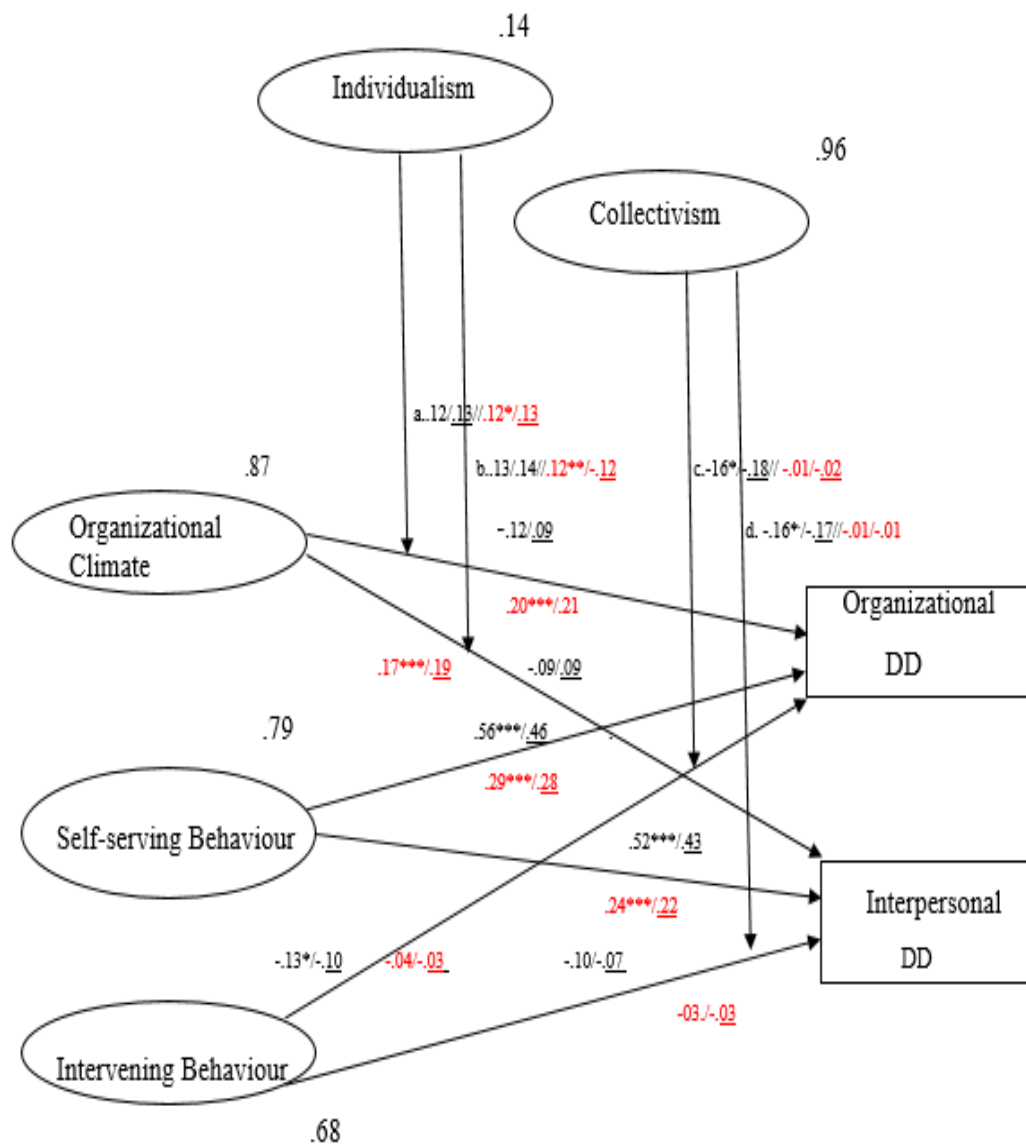 .14
Individualism
.96
Collectivism
a..12/.13//.12*/.13
.87
b..13/.14//.12**/-.12
c.-16*/-.18// -.01/-.02
Organizational
Climate
-.12/.09
d. -.16*/-.17//-.01/-.01
.20***/.21
Organizational
DD
.17***/.19
-.09/.09
.79
.56***/.46
.29***/.28
Self-serving Behaviour
.52***/.43
.24***/.22
Interpersonal
DD
-.13*/-.10
-.04/-.03
-.10/-.07
-03./-.03
Intervening Behaviour
.68